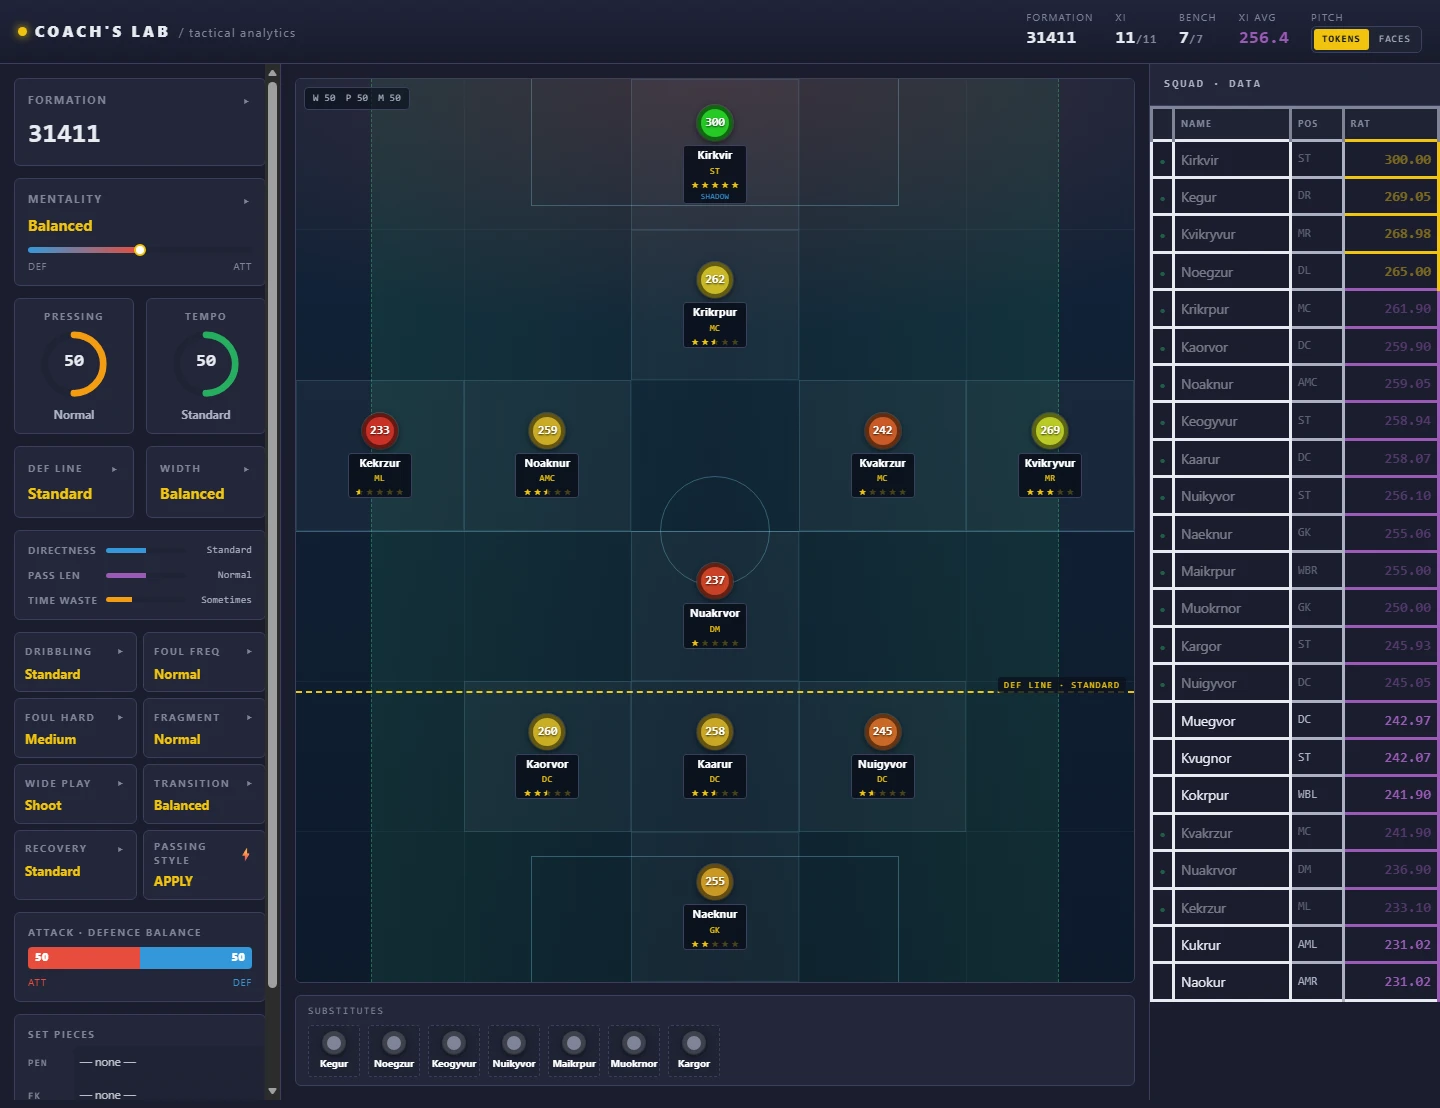 COACH'S LAB / tactical analytics
FORMATION
31411
XI
11/11
BENCH
7/7
XI AVG
256.4
PITCH
TOKENS FACES
FORMATION
31411
MENTALITY
Balanced
DEF ATT
PRESSING
50
Normal
TEMPO
50
Standard
DEF LINE
Standard
WIDTH
Balanced
DIRECTNESS Standard
PASS LEN Normal
TIME WASTE Sometimes
DRIBBLING
Standard
FOUL FREQ
Normal
FOUL HARD
Medium
FRAGMENT
Normal
WIDE PLAY
Shoot
TRANSITION
Balanced
RECOVERY
Standard
PASSING STYLE
APPLY
ATTACK · DEFENCE BALANCE
50 50
ATT DEF
SET PIECES
PEN — none —
FK — none —
W 50 P 50 M 50
300
Kirkvir
ST
SHADOW
262
Krikrpur
MC
233
Kekrzur
ML
259
Noaknur
AMC
242
Kvakrzur
MC
269
Kvikryvur
MR
237
Nuakrvor
DM
DEF LINE · STANDARD
260
Kaorvor
DC
258
Kaarur
DC
245
Nuigyvor
DC
255
Naeknur
GK
SUBSTITUTES
Kegur
Noegzur
Keogyvur
Nuikyvor
Maikrpur
Muokrnor
Kargor
SQUAD · DATA
NAME POS RAT
Kirkvir ST 300.00
Kegur DR 269.05
Kvikryvur MR 268.98
Noegzur DL 265.00
Krikrpur MC 261.90
Kaorvor DC 259.90
Noaknur AMC 259.05
Keogyvur ST 258.94
Kaarur DC 258.07
Nuikyvor ST 256.10
Naeknur GK 255.06
Maikrpur WBR 255.00
Muokrnor GK 250.00
Kargor ST 245.93
Nuigyvor DC 245.05
Muegvor DC 242.97
Kvugnor ST 242.07
Kokrpur WBL 241.90
Kvakrzur MC 241.90
Nuakrvor DM 236.90
Kekrzur ML 233.10
Kukrur AML 231.02
Naokur AMR 231.02